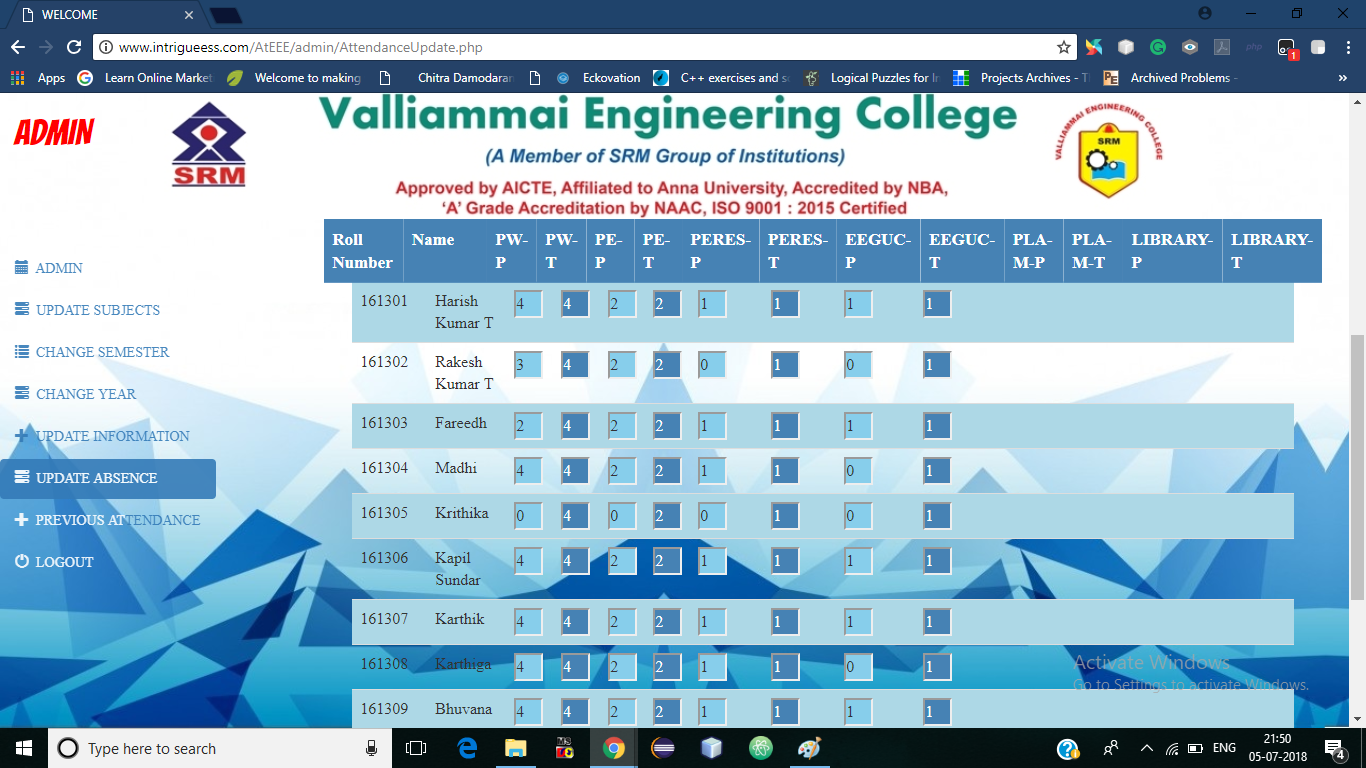 WELCOME
www.intrigueess.com/AtEEE/admin/AttendanceUpdate.php
php
1
Apps Learn Online Market Welcome to making Chitra Damodaran Eckovation C++ exercises and so Logical Puzzles for In Projects Archives - T Archived Problems - »
ADMIN
SRM
Valliammai Engineering College
(A Member of SRM Group of Institutions)
Approved by AICTE, Affiliated to Anna University, Accredited by NBA,
‘A’ Grade Accreditation by NAAC, ISO 9001 : 2015 Certified
VALLIAMMAI ENGINEERING COLLEGE
SRM
ADMIN
UPDATE SUBJECTS
CHANGE SEMESTER
CHANGE YEAR
UPDATE INFORMATION
UPDATE ABSENCE
PREVIOUS ATTENDANCE
LOGOUT
Roll Name PW- PW- PE- PE- PERES- PERES- EEGUC- EEGUC- PLA- PLA- LIBRARY- LIBRARY-
Number P T P T P T P T M-P M-T P T
161301 Harish 4 4 2 2 1 1 1 1
Kumar T
161302 Rakesh 3 4 2 2 0 1 0 1
Kumar T
161303 Fareedh 2 4 2 2 1 1 1 1
161304 Madhi 4 4 2 2 1 1 0 1
161305 Krithika 0 4 0 2 0 1 0 1
161306 Kapil 4 4 2 2 1 1 1 1
Sundar
161307 Karthik 4 4 2 2 1 1 1 1
161308 Karthiga 4 4 2 2 1 1 0 1
161309 Bhuvana 4 4 2 2 1 1 1 1
Activate Windows
Go to Settings to activate Windows.
Type here to search
ENG
21:50
05-07-2018
4